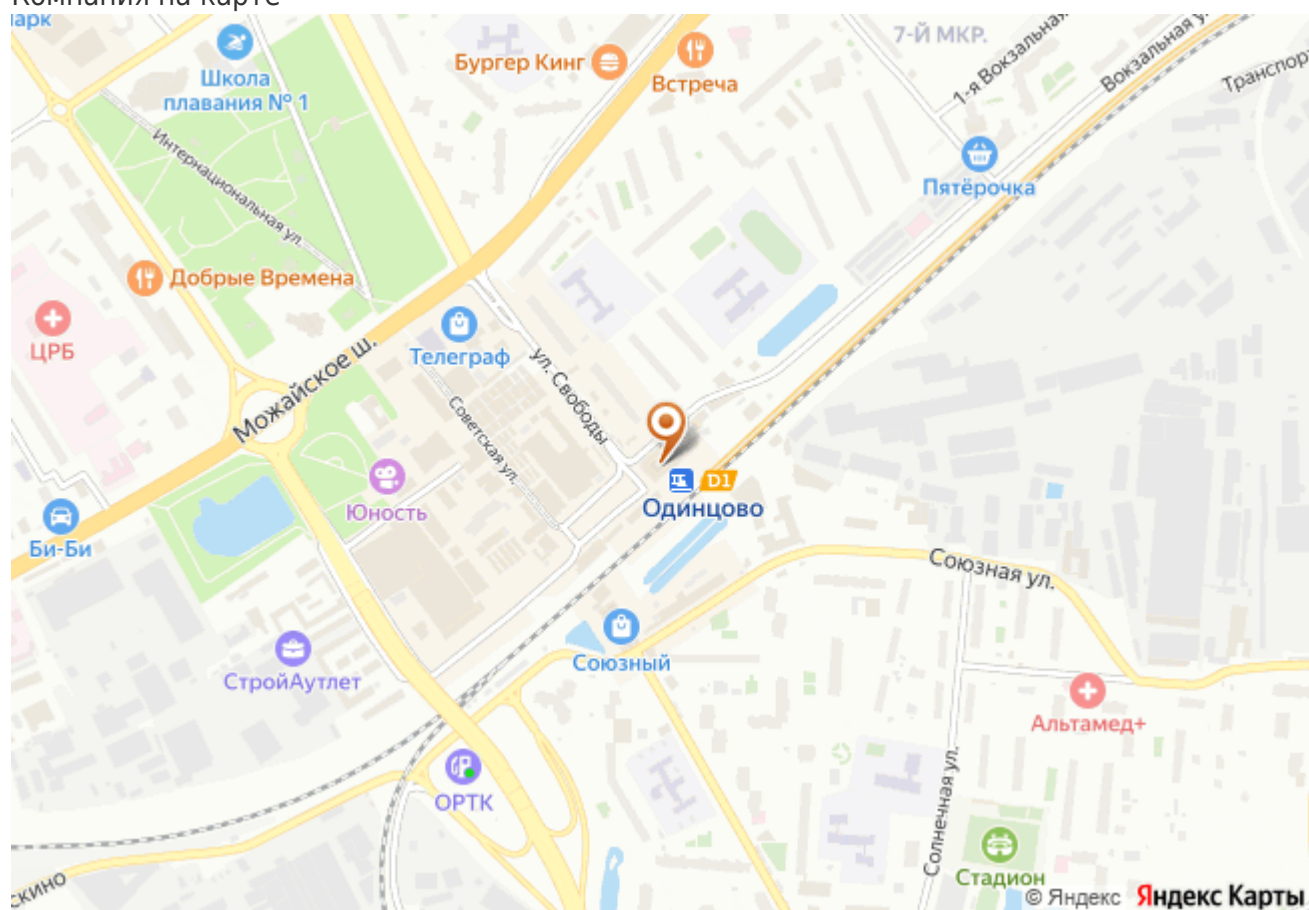 Компания на карте
арк
7-Й МКР.
1-я Вокзальная
Вокзальная у
Транспор
Школа
плавания № 1
Бургер Кинг
Встреча
Пятёрочка
Интернациональная ул.
Добрые Времена
ЦРБ
Телеграф
Можайское ш.
ул. Свободы
Советская ул.
D1
Одинцово
Юность
Би-Би
Союзная ул.
Союзный
СтройАутлет
Альтамед+
ОРТК
Солнечная ул.
Стадион
скино
© Яндекс Яндекс Карты